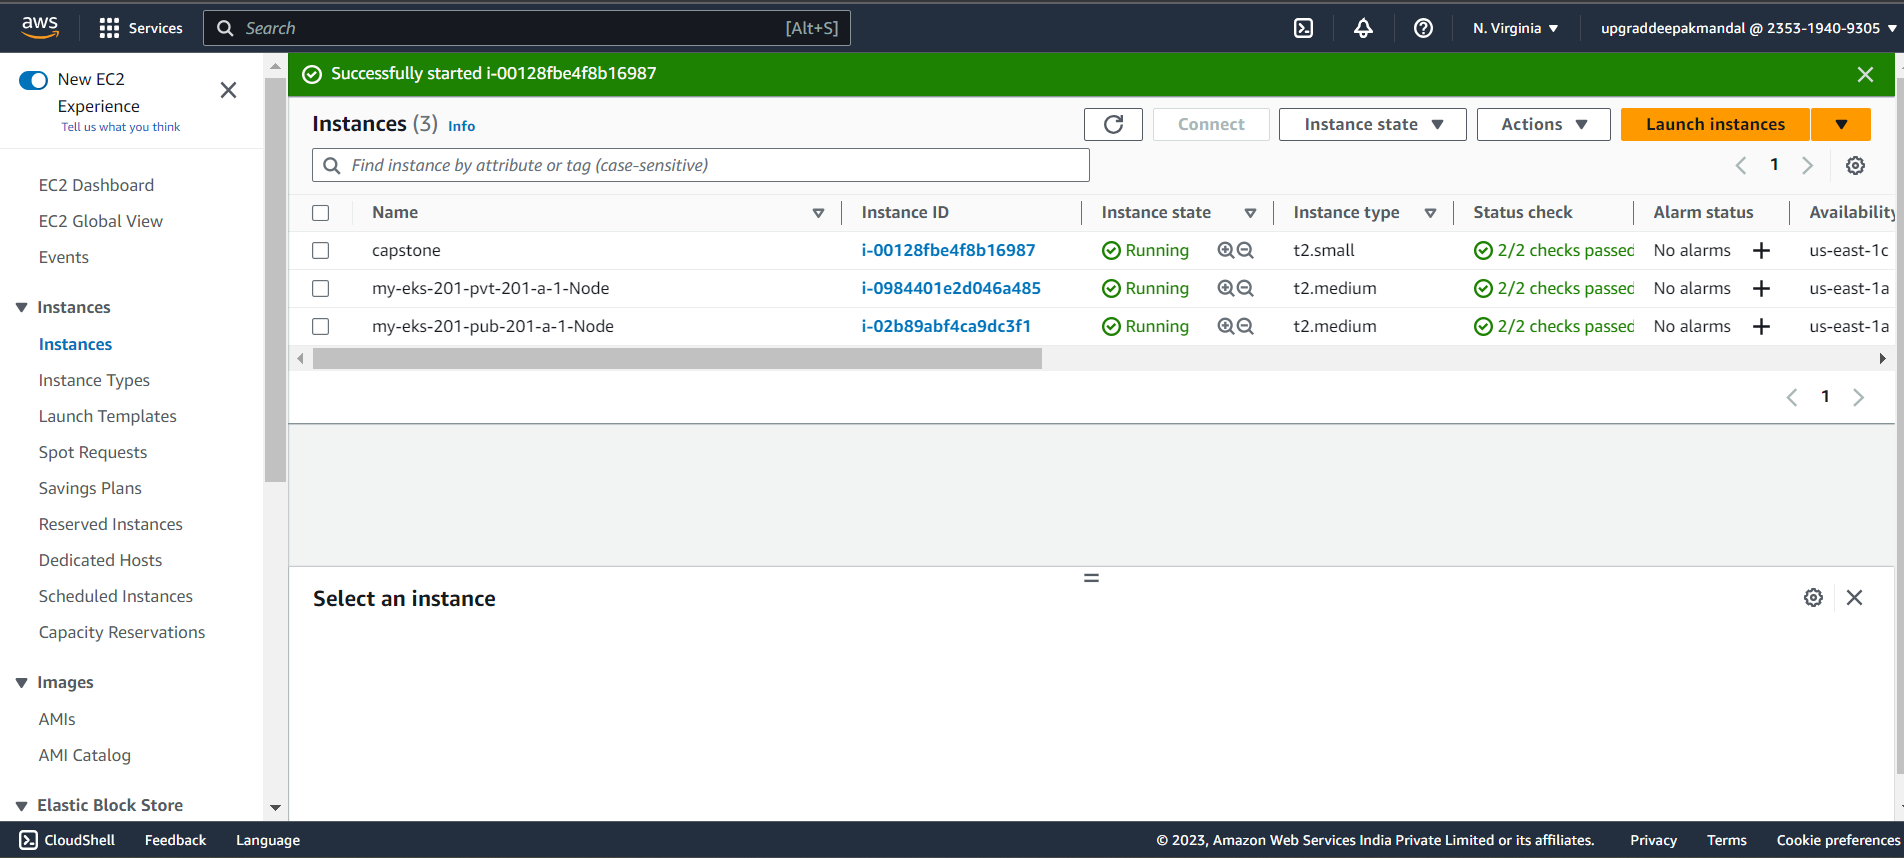 aws
Services
Search [Alt+S]
N. Virginia
upgraddeepakmandal @ 2353-1940-9305
New EC2
Experience
Tell us what you think
EC2 Dashboard
EC2 Global View
Events
Instances
Instances
Instance Types
Launch Templates
Spot Requests
Savings Plans
Reserved Instances
Dedicated Hosts
Scheduled Instances
Capacity Reservations
Images
AMIs
AMI Catalog
Elastic Block Store
Successfully started i-00128fbe4f8b16987
Instances (3) Info
Connect
Instance state
Actions
Launch instances
Find instance by attribute or tag (case-sensitive)
1
Name Instance ID Instance state Instance type Status check Alarm status Availability
capstone i-00128fbe4f8b16987 Running t2.small 2/2 checks passed No alarms us-east-1c
my-eks-201-pvt-201-a-1-Node i-0984401e2d046a485 Running t2.medium 2/2 checks passed No alarms us-east-1a
my-eks-201-pub-201-a-1-Node i-02b89abf4ca9dc3f1 Running t2.medium 2/2 checks passed No alarms us-east-1a
1
Select an instance
CloudShell Feedback Language © 2023, Amazon Web Services India Private Limited or its affiliates. Privacy Terms Cookie preferences